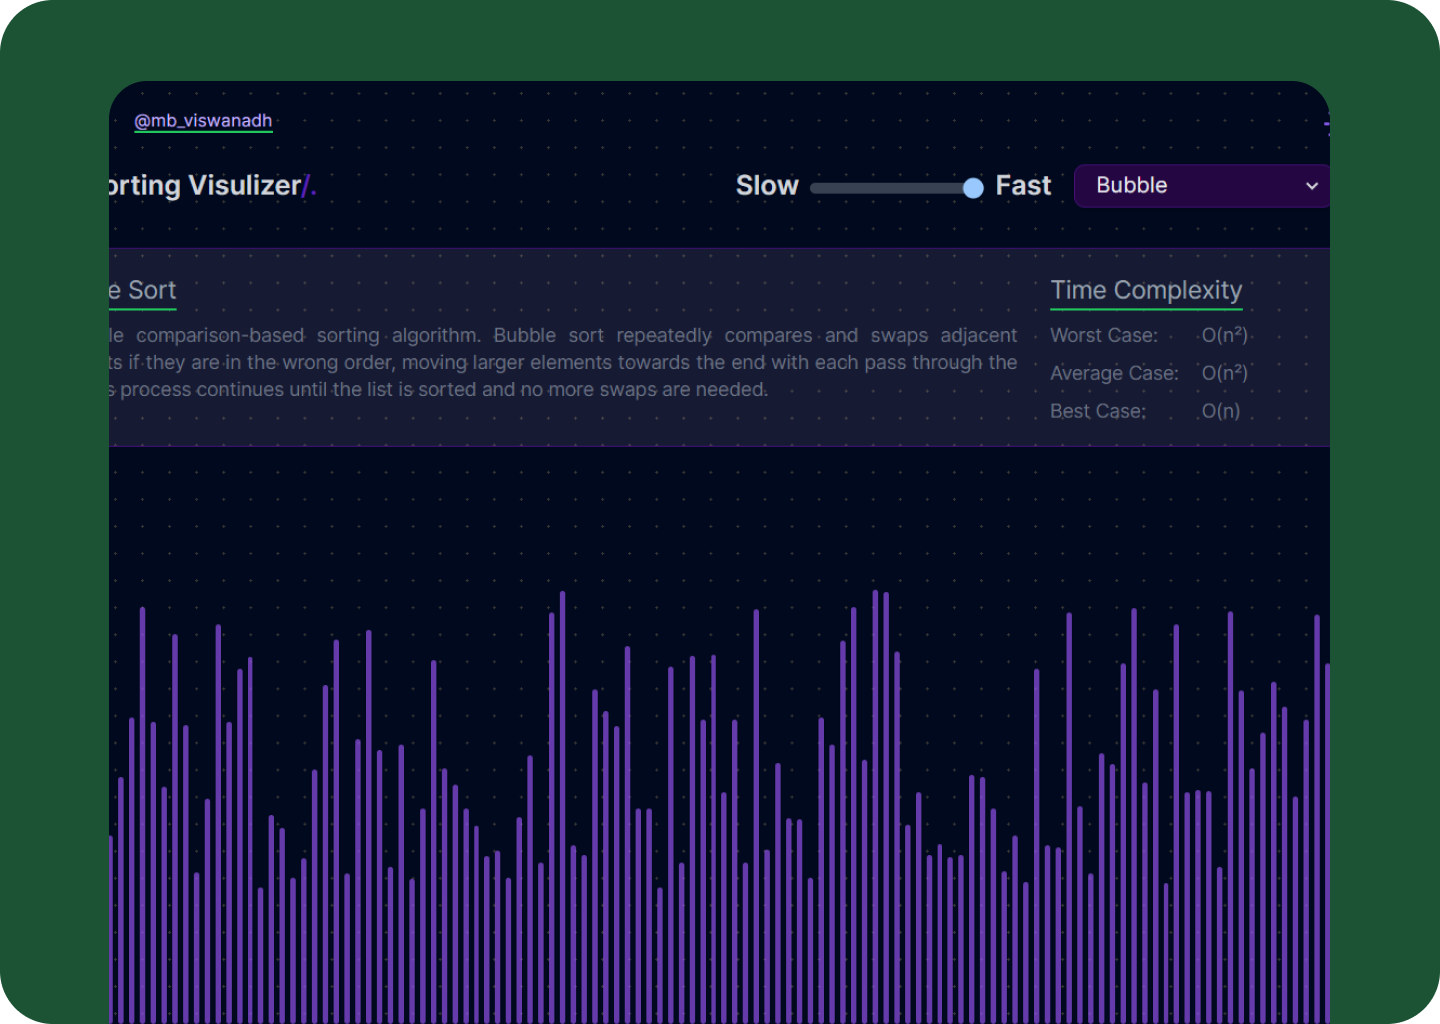 @mb_viswanadh
orting Visulizer/.
Slow Fast Bubble
e Sort
le comparison-based sorting algorithm. Bubble sort repeatedly compares and swaps adjacent
ts if they are in the wrong order, moving larger elements towards the end with each pass through the
s process continues until the list is sorted and no more swaps are needed.
Time Complexity
Worst Case: O(n²)
Average Case: O(n²)
Best Case: O(n)